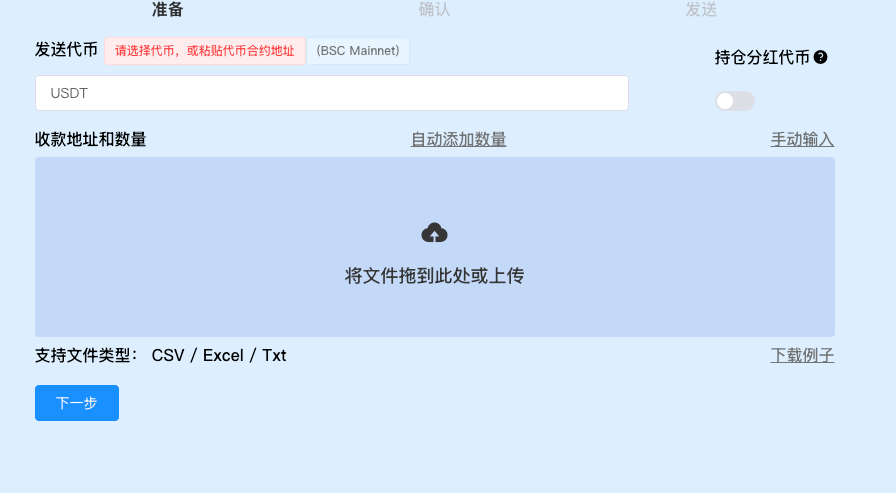 准备 确认 发送
发送代币 请选择代币，或粘贴代币合约地址 (BSC Mainnet)
持仓分红代币 ?
USDT
收款地址和数量 自动添加数量 手动输入
将文件拖到此处或上传
支持文件类型： CSV / Excel / Txt 下载例子
下一步